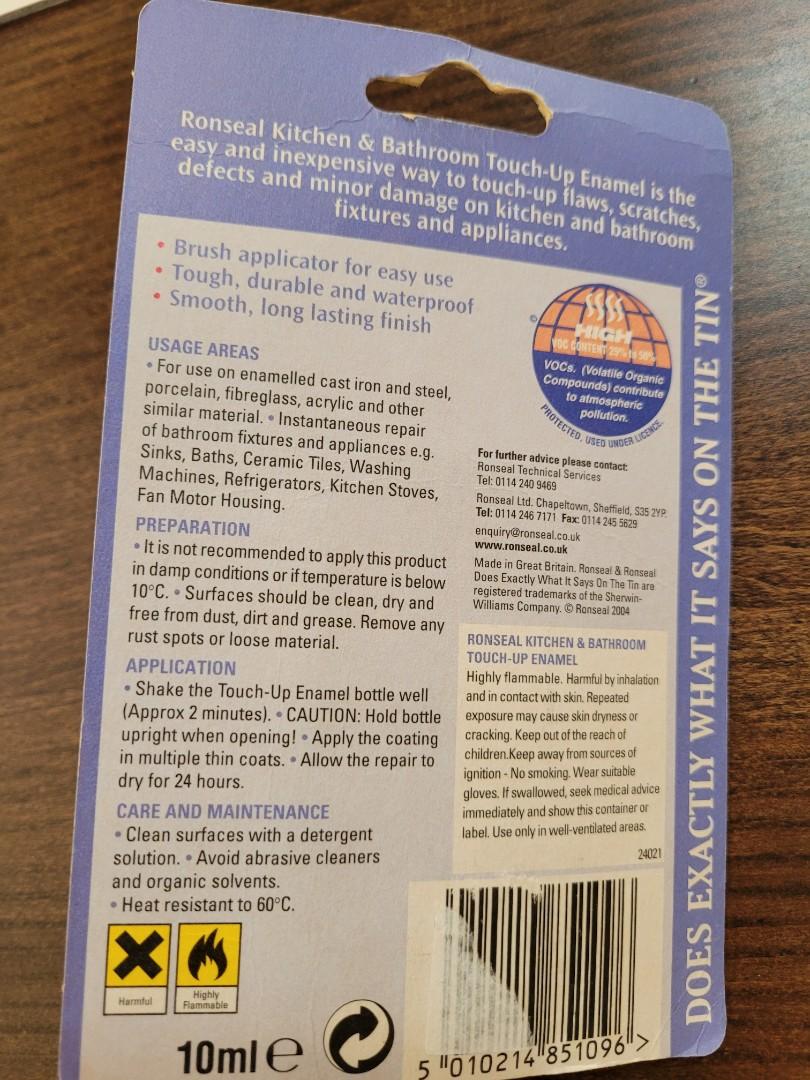 Ronseal Kitchen & Bathroom Touch-Up Enamel is the
easy and inexpensive way to touch-up flaws, scratches,
defects and minor damage on kitchen and bathroom
fixtures and appliances.
• Brush applicator for easy use
• Tough, durable and waterproof
• Smooth, long lasting finish
USAGE AREAS
• For use on enamelled cast iron and steel,
porcelain, fibreglass, acrylic and other
similar material. • Instantaneous repair
of bathroom fixtures and appliances e.g.
Sinks, Baths, Ceramic Tiles, Washing
Machines, Refrigerators, Kitchen Stoves,
Fan Motor Housing.
PREPARATION
• It is not recommended to apply this product
in damp conditions or if temperature is below
10°C. • Surfaces should be clean, dry and
free from dust, dirt and grease. Remove any
rust spots or loose material.
APPLICATION
• Shake the Touch-Up Enamel bottle well
(Approx 2 minutes). • CAUTION: Hold bottle
upright when opening! • Apply the coating
in multiple thin coats. • Allow the repair to
dry for 24 hours.
CARE AND MAINTENANCE
• Clean surfaces with a detergent
solution. • Avoid abrasive cleaners
and organic solvents.
• Heat resistant to 60°C.
Harmful
Highly
Flammable
10ml e
©
HIGH
VOC CONTENT 25% to 50%
VOCs. (Volatile Organic
Compounds) contribute
to atmospheric
pollution.
PROTECTED, USED UNDER LICENCE.
For further advice please contact:
Ronseal Technical Services
Tel: 0114 240 9469
Ronseal Ltd. Chapeltown, Sheffield, S35 2YP.
Tel: 0114 246 7171 Fax: 0114 245 5629
enquiry@ronseal.co.uk
www.ronseal.co.uk
Made in Great Britain. Ronseal & Ronseal
Does Exactly What It Says On The Tin are
registered trademarks of the Sherwin-
Williams Company. © Ronseal 2004
RONSEAL KITCHEN & BATHROOM
TOUCH-UP ENAMEL
Highly flammable. Harmful by inhalation
and in contact with skin. Repeated
exposure may cause skin dryness or
cracking. Keep out of the reach of
children.Keep away from sources of
ignition - No smoking. Wear suitable
gloves. If swallowed, seek medical advice
immediately and show this container or
label. Use only in well-ventilated areas.
24021
5 010214 851096 >
DOES EXACTLY WHAT IT SAYS ON THE TIN®